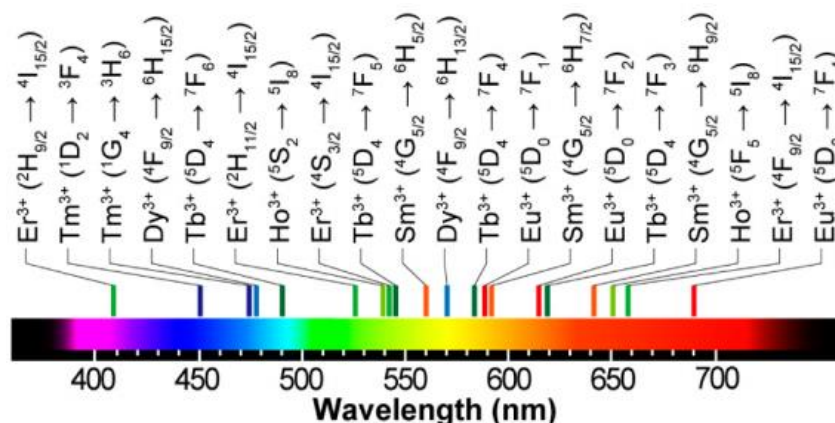 Er³⁺ (²H₉/₂ → ⁴I₁₅/₂)
Tm³⁺ (¹D₂ → ³F₄)
Tm³⁺ (¹G₄ → ³H₆)
Dy³⁺ (⁴F₉/₂ → ⁶H₁₅/₂)
Tb³⁺ (⁵D₄ → ⁷F₆)
Er³⁺ (²H₁₁/₂ → ⁴I₁₅/₂)
Ho³⁺ (⁵S₂ → ⁵I₈)
Er³⁺ (⁴S₃/₂ → ⁴I₁₅/₂)
Tb³⁺ (⁵D₄ → ⁷F₅)
Sm³⁺ (⁴G₅/₂ → ⁶H₅/₂)
Dy³⁺ (⁴F₉/₂ → ⁶H₁₃/₂)
Tb³⁺ (⁵D₄ → ⁷F₄)
Eu³⁺ (⁵D₀ → ⁷F₁)
Sm³⁺ (⁴G₅/₂ → ⁶H₇/₂)
Eu³⁺ (⁵D₀ → ⁷F₂)
Tb³⁺ (⁵D₄ → ⁷F₃)
Sm³⁺ (⁴G₅/₂ → ⁶H₉/₂)
Ho³⁺ (⁵F₅ → ⁵I₈)
Er³⁺ (⁴F₉/₂ → ⁴I₁₅/₂)
Eu³⁺ (⁵D₀ → ⁷F
400 450 500 550 600 650 700
Wavelength (nm)